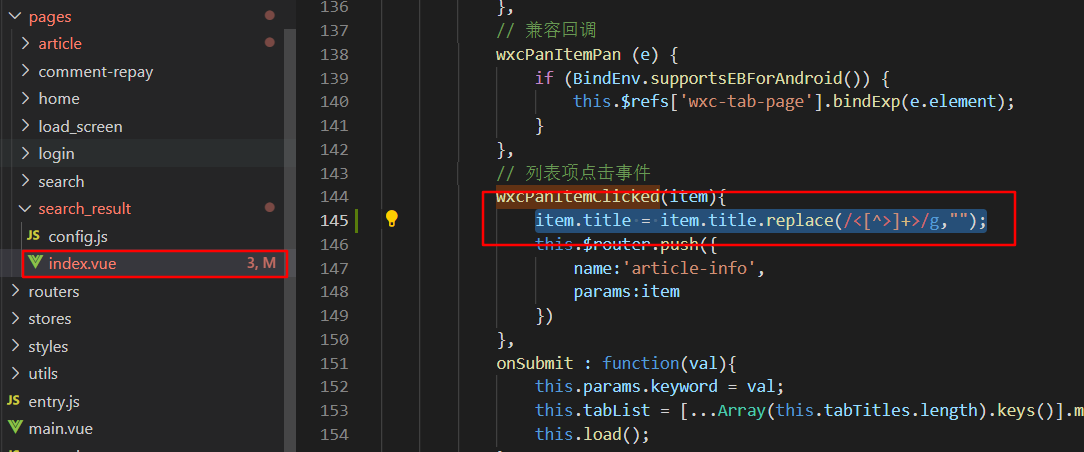 pages
article
comment-repay
home
load_screen
login
search
search_result
JS config.js
index.vue 3, M
routers
stores
styles
utils
JS entry.js
main.vue
136 },
137 // 兼容回调
138 wxcPanItemPan (e) {
139 if (BindEnv.supportsEBForAndroid()) {
140 this.$refs['wxc-tab-page'].bindExp(e.element);
141 }
142 },
143 // 列表项点击事件
144 wxcPanItemClicked(item){
145 item.title = item.title.replace(/<[^>]+>/g,"");
146 this.$router.push({
147 name:'article-info',
148 params:item
149 })
150 },
151 onSubmit : function(val){
152 this.params.keyword = val;
153 this.tabList = [...Array(this.tabTitles.length).keys()].m
154 this.load();